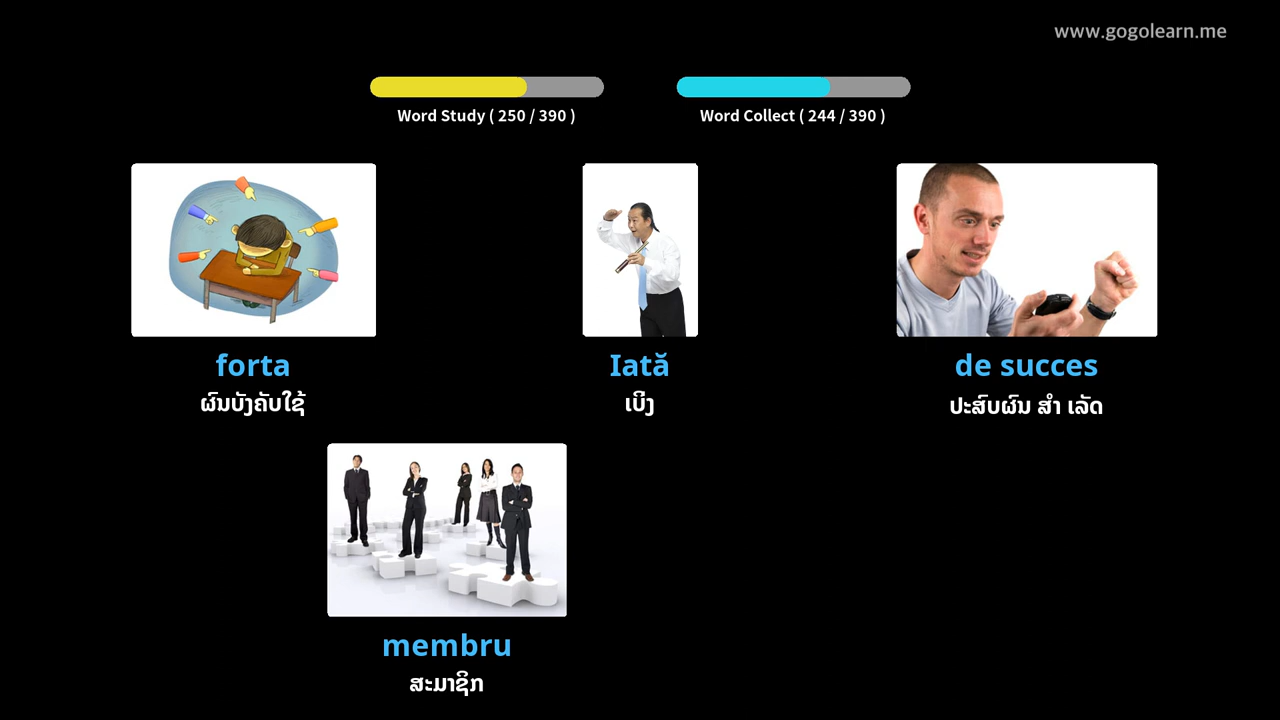 www.gogolearn.me
Word Study ( 250 / 390 )
Word Collect ( 244 / 390 )
forta
ຜົນບັງຄັບໃຊ້
Iată
ເບິງ
de succes
ປະສົບຜົນ ສຳ ເລັດ
membru
ສະມາຊິກ